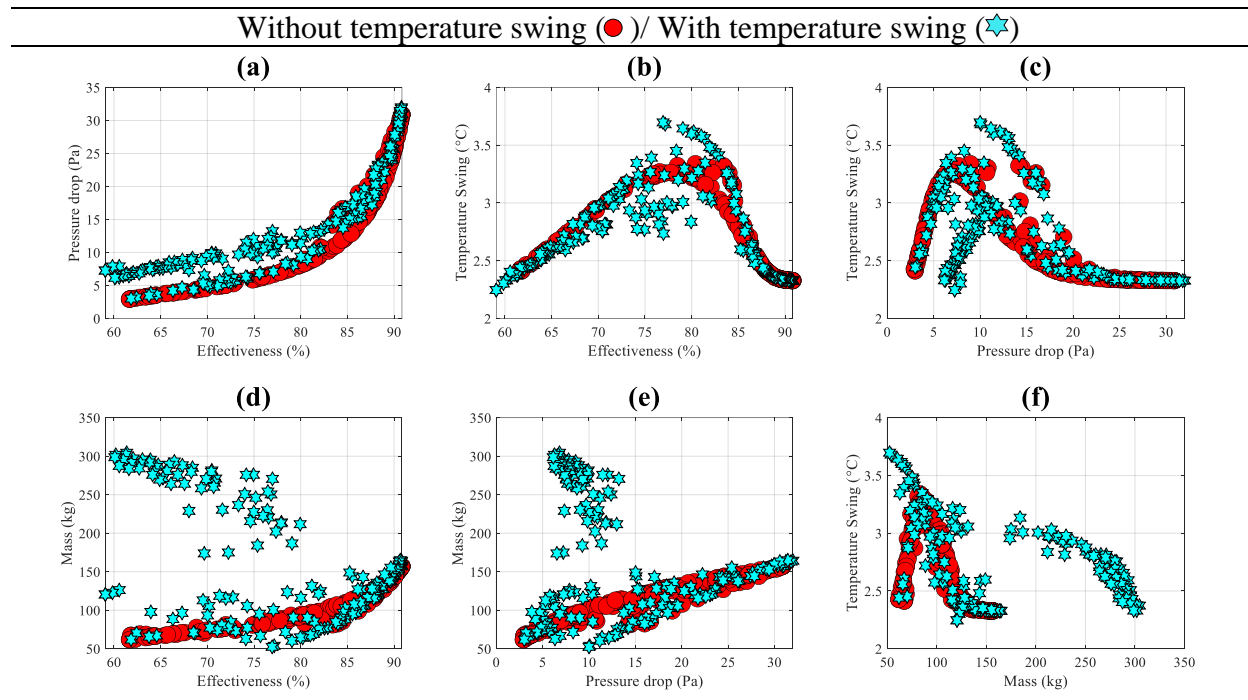 Without temperature swing ( )/ With temperature swing ( )
(a)
35
30
25
20
15
10
5
0
Pressure drop (Pa)
60 65 70 75 80 85 90
Effectiveness (%)
(b)
4
3.5
3
2.5
2
Temperature Swing (°C)
60 65 70 75 80 85 90
Effectiveness (%)
(c)
4
3.5
3
2.5
2
Temperature Swing (°C)
0 5 10 15 20 25 30
Pressure drop (Pa)
(d)
350
300
250
200
150
100
50
Mass (kg)
60 65 70 75 80 85 90
Effectiveness (%)
(e)
350
300
250
200
150
100
50
Mass (kg)
0 5 10 15 20 25 30
Pressure drop (Pa)
(f)
4
3.5
3
2.5
2
Temperature Swing (°C)
50 100 150 200 250 300 350
Mass (kg)